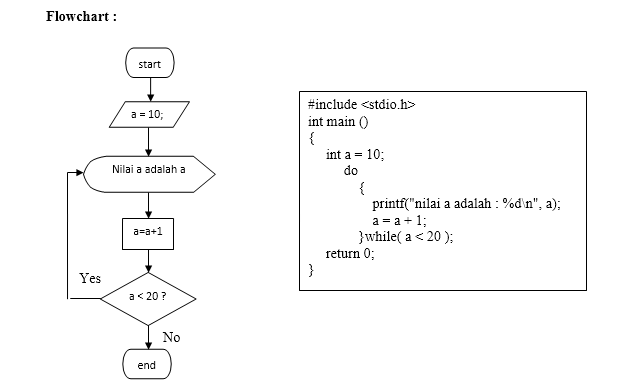 Flowchart :
start
a = 10;
Nilai a adalah a
a=a+1
Yes
a < 20 ?
No
end
#include <stdio.h>
int main ()
{
int a = 10;
do
{
printf("nilai a adalah : %d\n", a);
a = a + 1;
}while( a < 20 );
return 0;
}